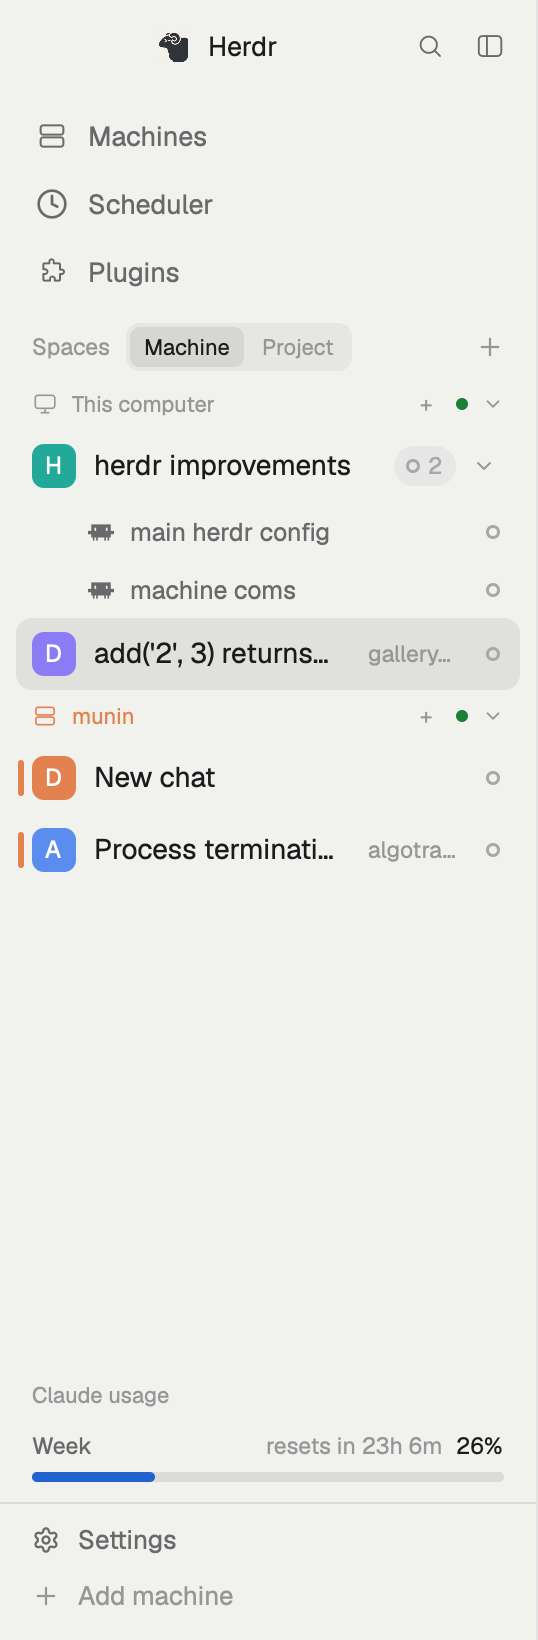 Herdr
Machines
Scheduler
Plugins
Spaces Machine Project
This computer
H herdr improvements 2
main herdr config
machine coms
D add('2', 3) returns... gallery...
munin
D New chat
A Process terminati... algotra...
Claude usage
Week resets in 23h 6m 26%
Settings
Add machine